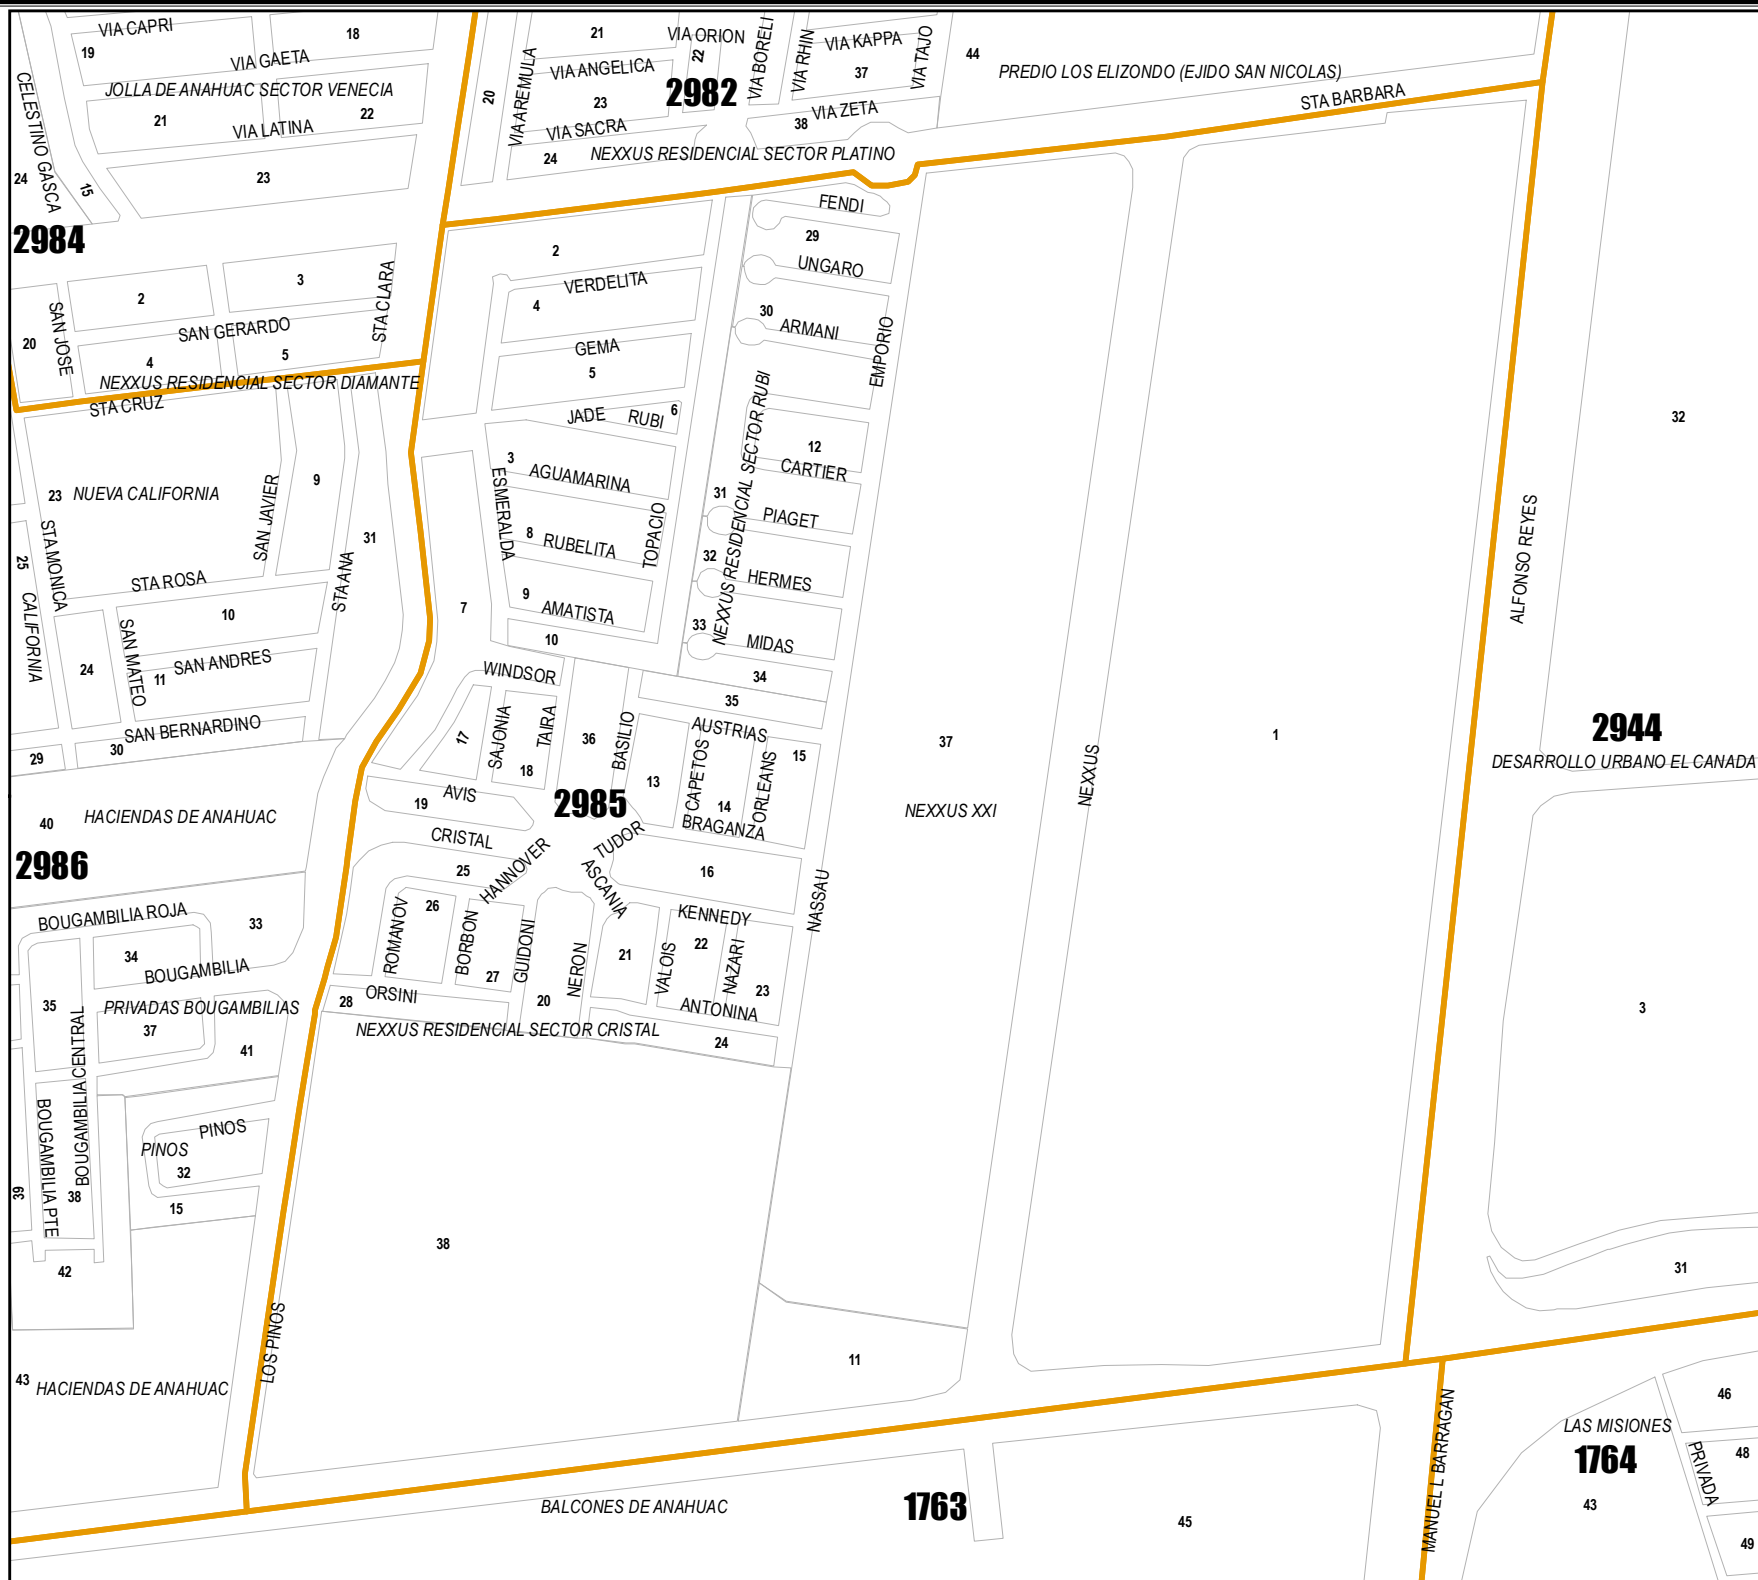 VIA CAPRI
18
21
VIA ORION
22
VIA BORELI
VIA RHIN
VIA KAPPA
VIA TAJO
44
19
VIA GAETA
VIA ANGELICA
37
PREDIO LOS ELIZONDO (EJIDO SAN NICOLAS)
JOLLA DE ANAHUAC SECTOR VENECIA
20
VIA AREMULA
23
2982
STA BARBARA
CELESTINO GASCA
21
VIA LATINA
22
VIA SACRA
38
VIA ZETA
24
NEXXUS RESIDENCIAL SECTOR PLATINO
24
15
23
FENDI
2984
2
29
3
STA CLARA
VERDELITA
UNGARO
2
4
30
SAN JOSE
SAN GERARDO
ARMANI
20
4
5
GEMA
EMPORIO
5
NEXXUS RESIDENCIAL SECTOR DIAMANTE
STA CRUZ
JADE
RUBI
6
32
NEXXUS RESIDENCIAL SECTOR RUBI
12
3
AGUAMARINA
CARTIER
9
23
NUEVA CALIFORNIA
SAN JAVIER
31
ESMERALDA
TOPACIO
PIAGET
ALFONSO REYES
STA MONICA
31
8
RUBELITA
32
25
STA ROSA
STA ANA
HERMES
CALIFORNIA
10
7
9
AMATISTA
33
SAN MATEO
10
MIDAS
24
11
SAN ANDRES
WINDSOR
34
35
SAN BERNARDINO
SAJONIA
TAIRA
BASILIO
AUSTRIAS
2944
30
29
17
36
CAPETOS
ORLEANS
15
37
1
DESARROLLO URBANO EL CANADA
18
13
NEXXUS
19
AVIS
2985
14
NEXXUS XXI
40
HACIENDAS DE ANAHUAC
BRAGANZA
CRISTAL
TUDOR
2986
25
HANNOVER
ASCANIA
16
NASSAU
BOUGAMBILIA ROJA
33
26
KENNEDY
34
ROMANOV
BORBON
GUIDONI
NERON
21
VALOIS
22
NAZARI
BOUGAMBILIA
27
23
35
PRIVADAS BOUGAMBILIAS
28
ORSINI
20
ANTONINA
3
37
NEXXUS RESIDENCIAL SECTOR CRISTAL
24
41
BOUGAMBILIA CENTRAL
BOUGAMBILIA PTE
PINOS
PINOS
32
39
38
15
38
42
31
LOS PINOS
11
43
HACIENDAS DE ANAHUAC
46
MANUEL L BARRAGAN
LAS MISIONES
1764
PRIVADA
48
BALCONES DE ANAHUAC
1763
45
43
49